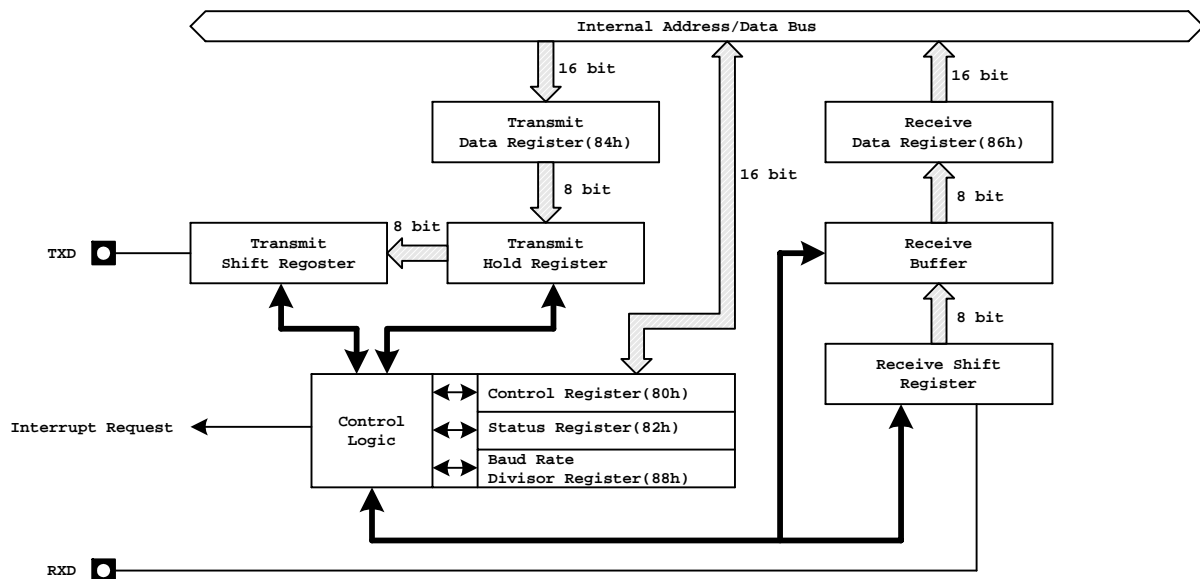 Internal Address/Data Bus
16 bit
16 bit
Transmit
Data Register(84h)
Receive
Data Register(86h)
16 bit
8 bit
8 bit
8 bit
TXD
Transmit
Shift Regoster
Transmit
Hold Register
Receive
Buffer
8 bit
Receive Shift
Register
Control
Logic
Control Register(80h)
Status Register(82h)
Baud Rate
Divisor Register(88h)
Interrupt Request
RXD